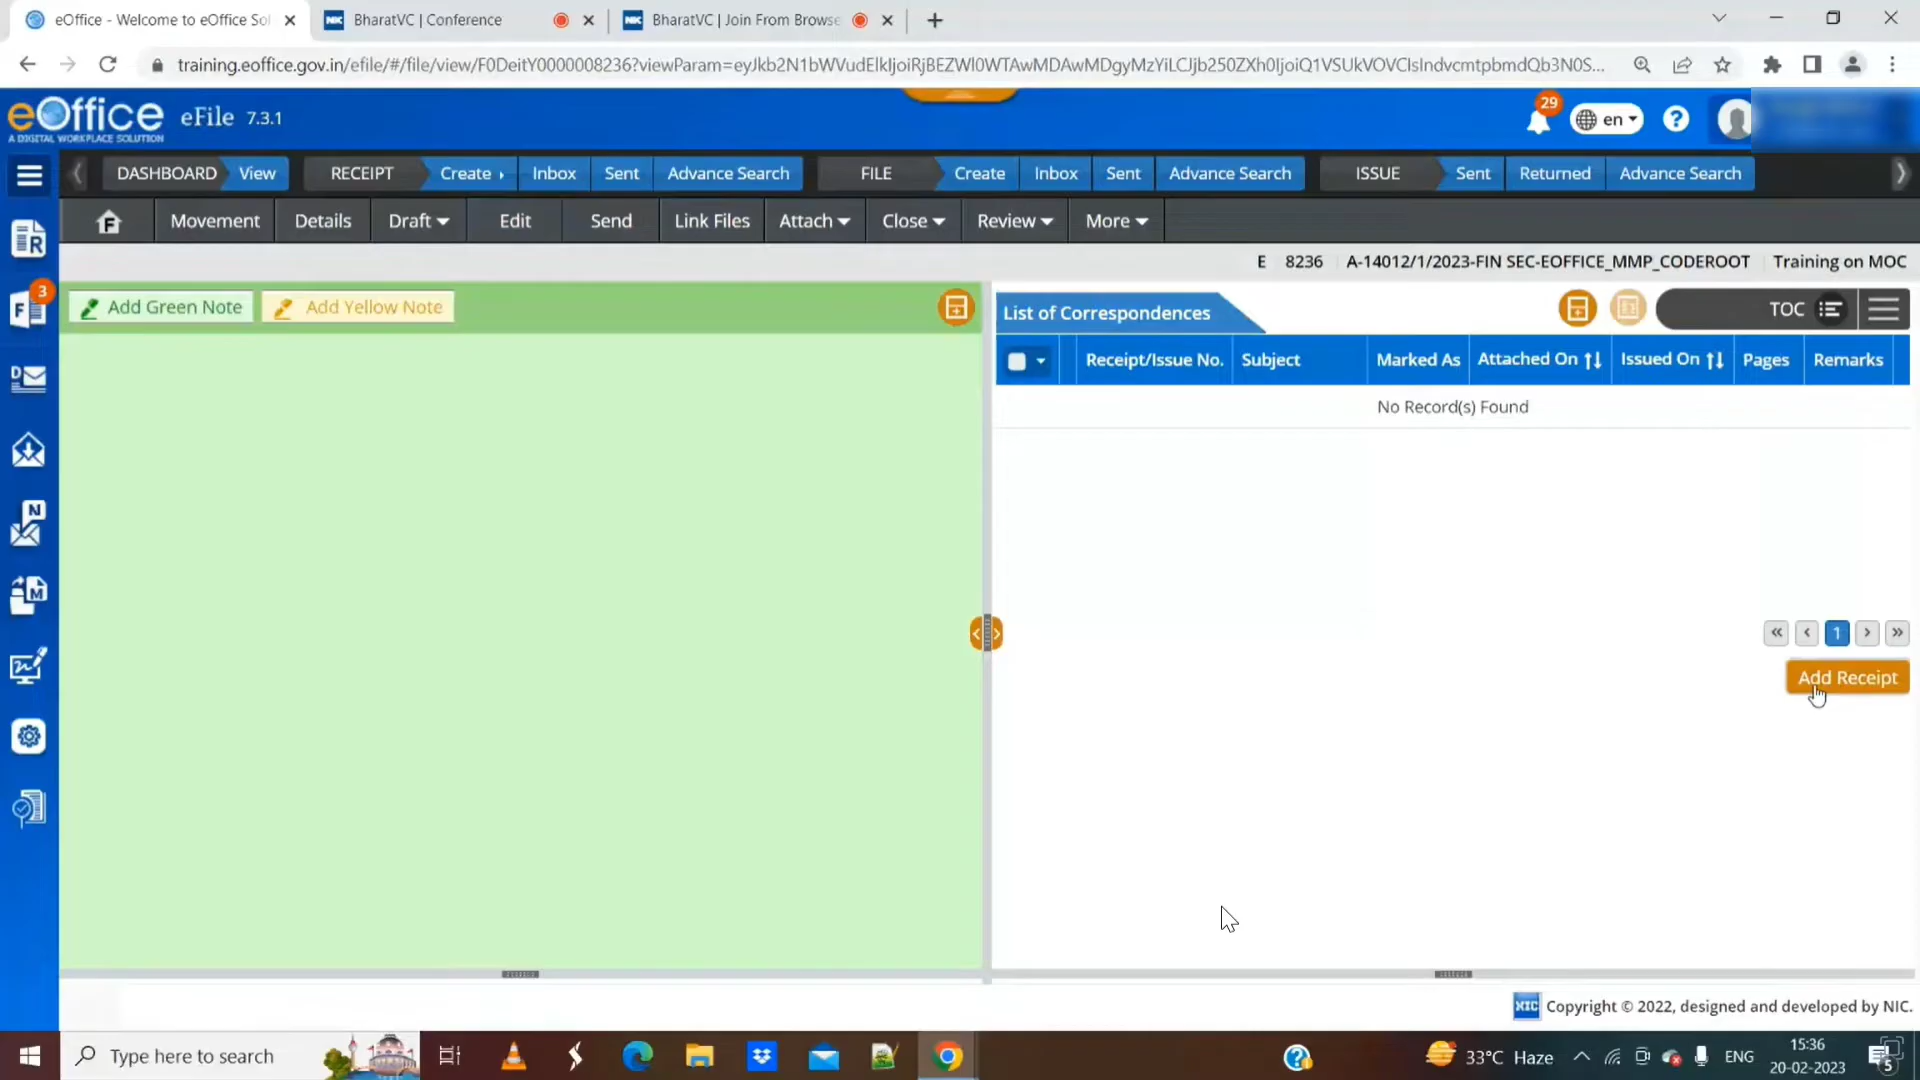 eOffice - Welcome to eOffice Sol
BharatVC | Conference
BharatVC | Join From Browse
training.eoffice.gov.in/efile/#/file/view/
eOffice
A DIGITAL WORKPLACE SOLUTION
eFile 7.3.1
29
en
?
DASHBOARD View RECEIPT Create Inbox Sent Advance Search FILE Create Inbox Sent Advance Search ISSUE Sent Returned Advance Search
Movement Details Draft Edit Send Link Files Attach Close Review More
E 8236 A-14012/1/2023-FIN SEC-EOFFICE_MMP_CODEROOT Training on MOC
3
Add Green Note Add Yellow Note
List of Correspondences
TOC
Receipt/Issue No. Subject Marked As Attached On Issued On Pages Remarks
No Record(s) Found
« ‹ 1 › »
Add Receipt
NIC Copyright © 2022, designed and developed by NIC.
Type here to search
33°C Haze
ENG
15:36
20-02-2023
5